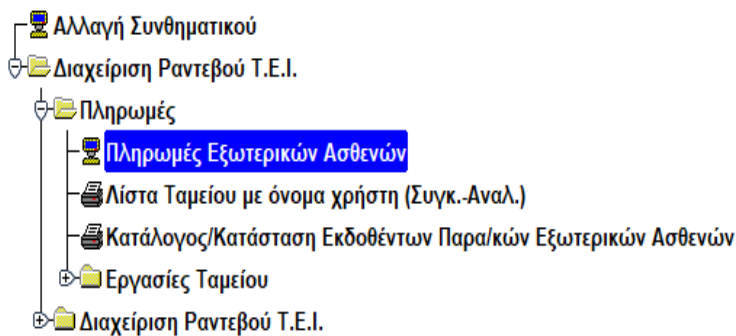 Αλλαγή Συνθηματικού
Διαχείριση Ραντεβού Τ.Ε.Ι.
Πληρωμές
Πληρωμές Εξωτερικών Ασθενών
Λίστα Ταμείου με όνομα χρήστη (Συγκ.-Αναλ.)
Κατάλογος/Κατάσταση Εκδοθέντων Παρα/κών Εξωτερικών Ασθενών
Εργασίες Ταμείου
Διαχείριση Ραντεβού Τ.Ε.Ι.